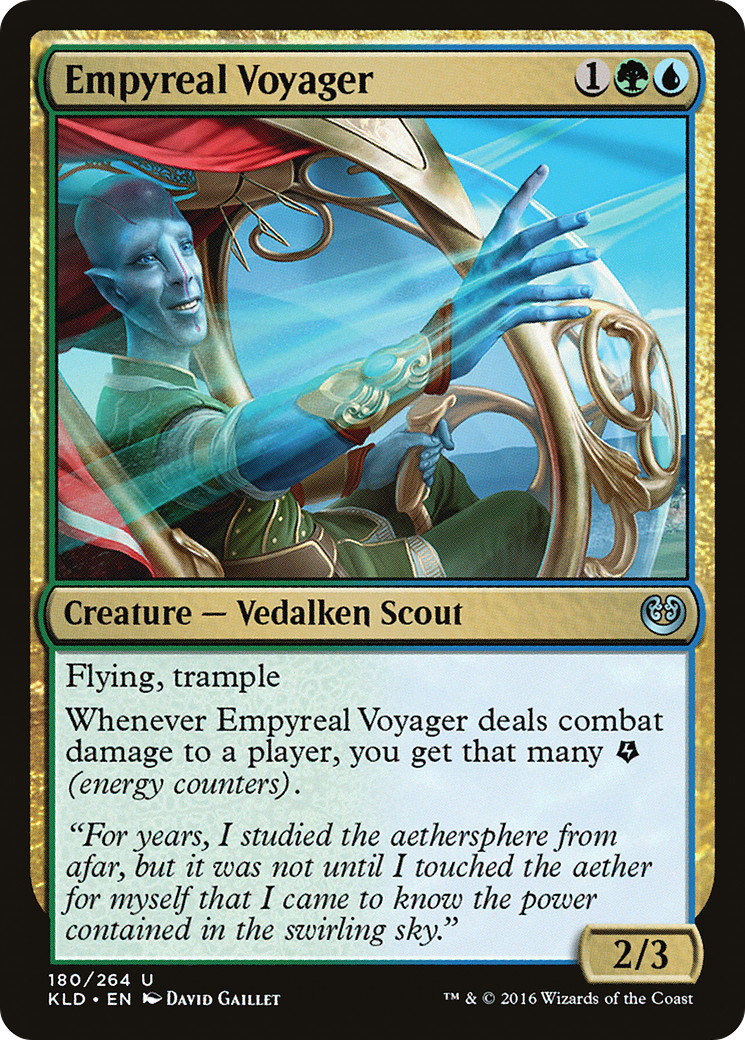 Empyreal Voyager 1
Creature — Vedalken Scout
Flying, trample
Whenever Empyreal Voyager deals combat
damage to a player, you get that many
(energy counters).
“For years, I studied the aethersphere from
afar, but it was not until I touched the aether
for myself that I came to know the power
contained in the swirling sky.”
2/3
180/264 U
KLD • EN David Gaillet
™ & © 2016 Wizards of the Coast